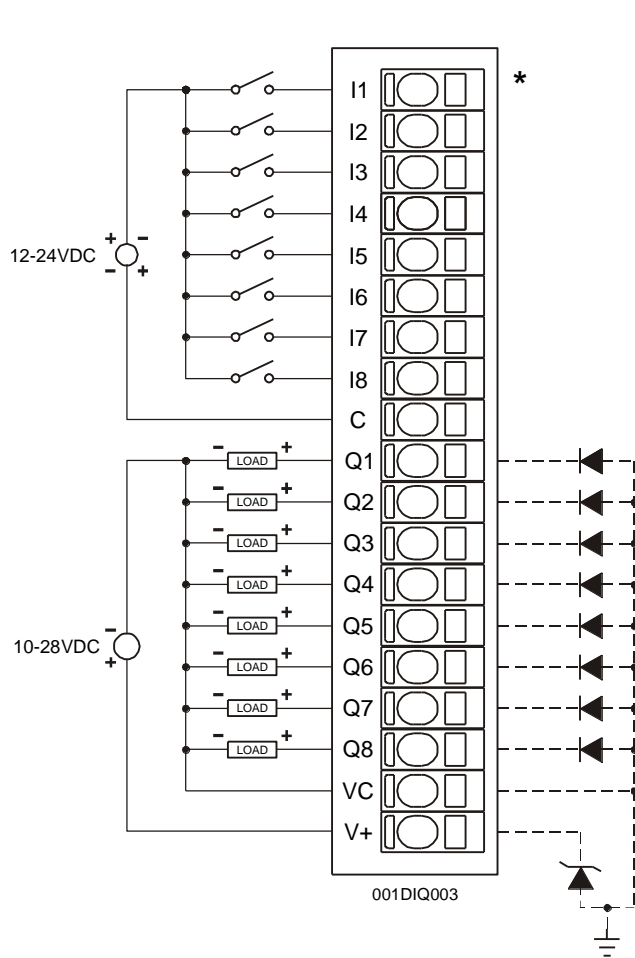 *
I1
I2
I3
I4
+ −
12-24VDC
− +
I5
I6
I7
I8
C
− LOAD + Q1
− LOAD + Q2
− LOAD + Q3
− LOAD + Q4
− LOAD + Q5
−
10-28VDC
+
− LOAD + Q6
− LOAD + Q7
− LOAD + Q8
VC
V+
001DIQ003